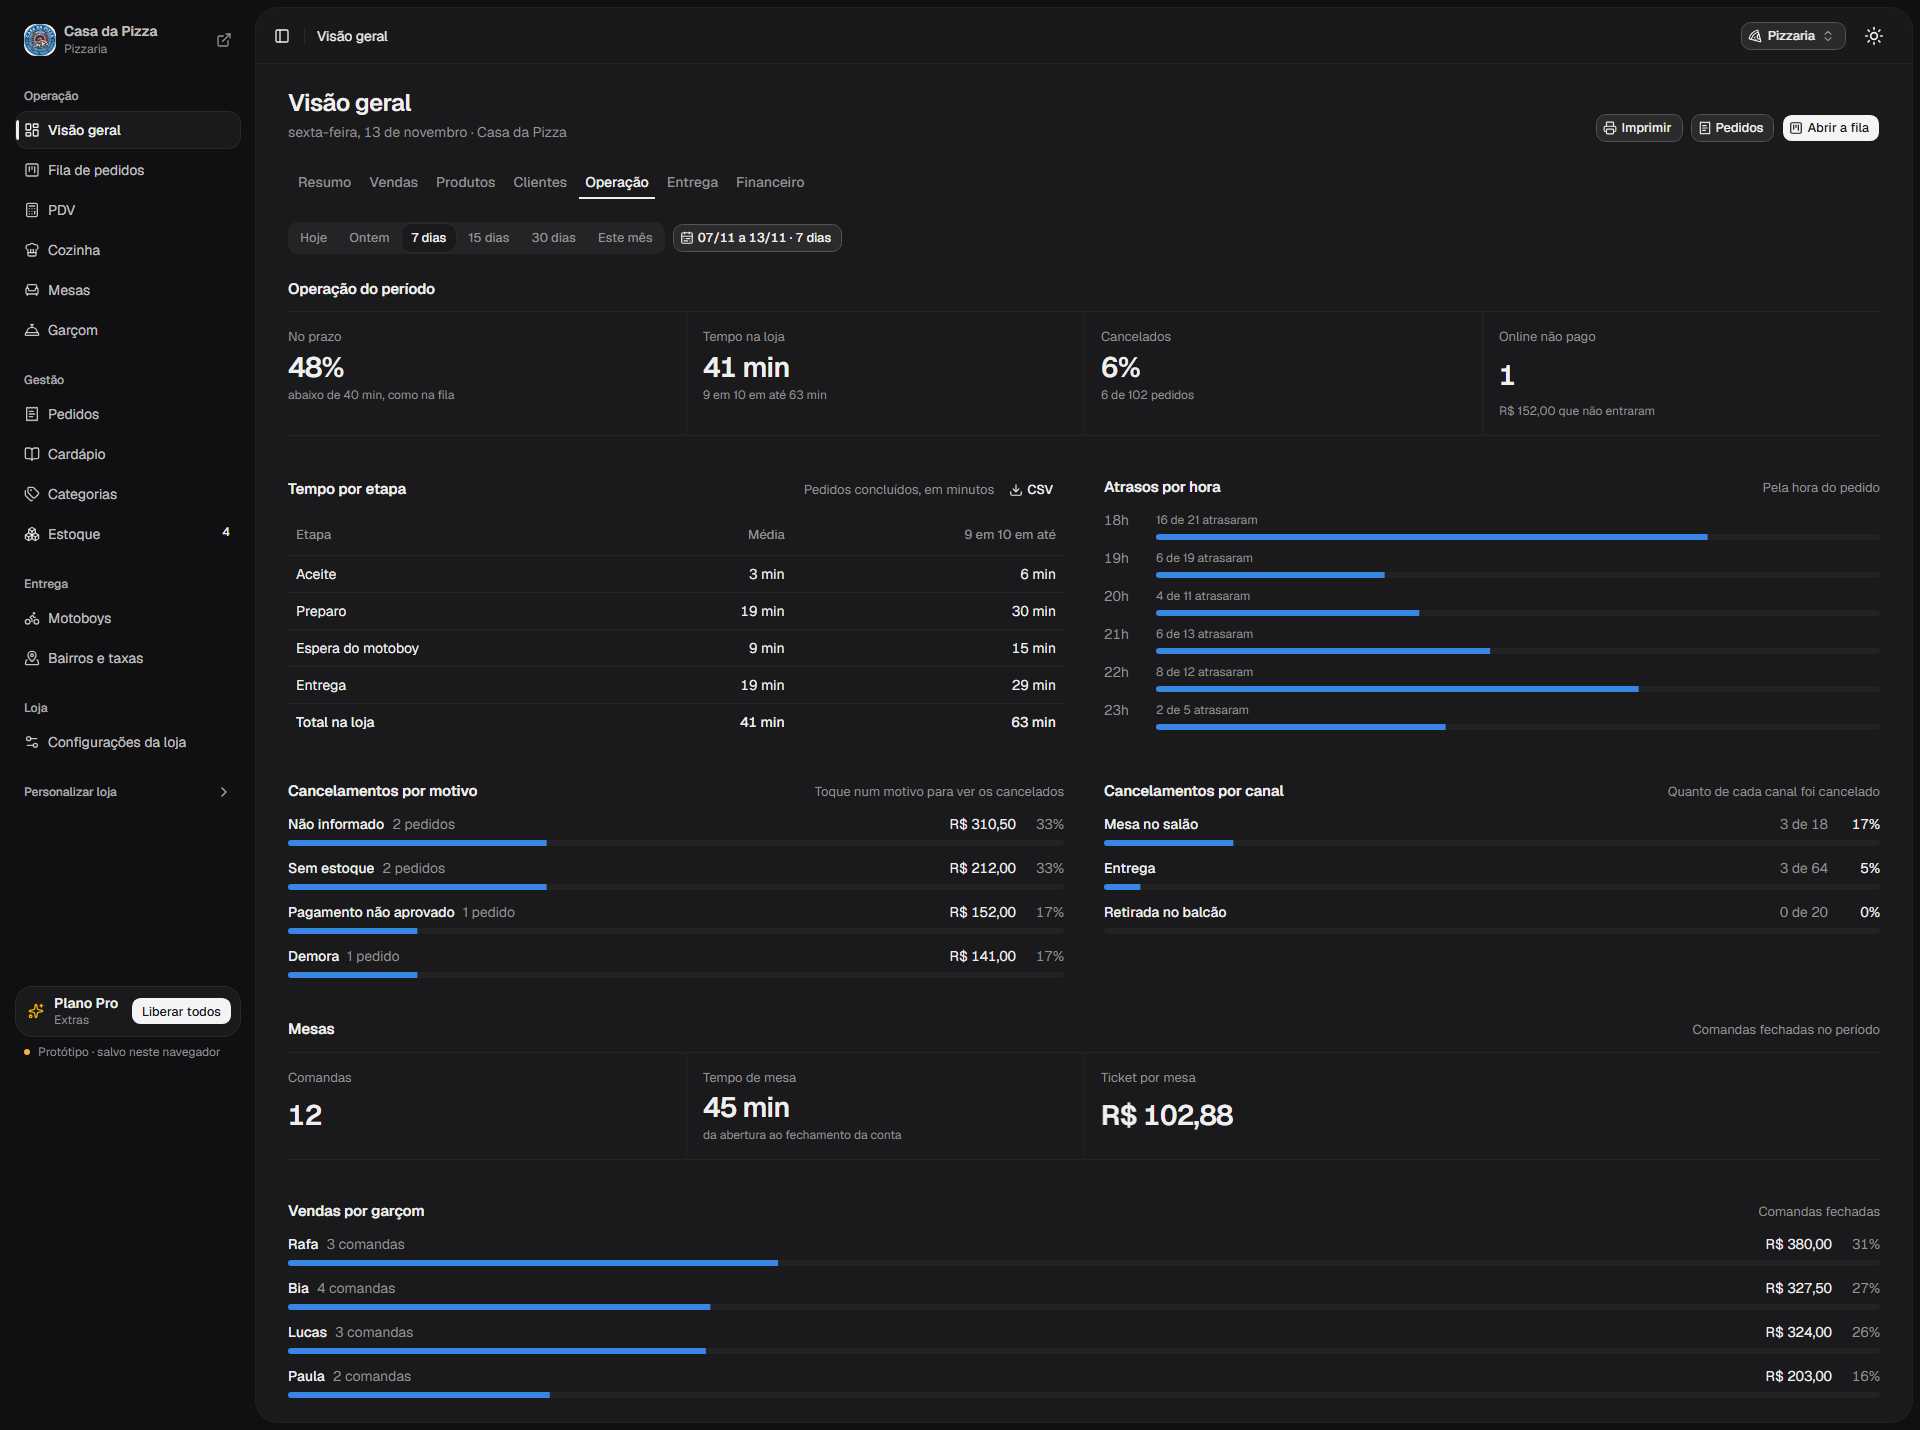 Casa da Pizza
Pizzaria
Operação
Visão geral
Fila de pedidos
PDV
Cozinha
Mesas
Garçom
Gestão
Pedidos
Cardápio
Categorias
Estoque 4
Entrega
Motoboys
Bairros e taxas
Loja
Configurações da loja
Personalizar loja
Plano Pro
Extras
Liberar todos
Protótipo · salvo neste navegador
Visão geral
Pizzaria
Visão geral
sexta-feira, 13 de novembro · Casa da Pizza
Imprimir Pedidos Abrir a fila
Resumo Vendas Produtos Clientes Operação Entrega Financeiro
Hoje Ontem 7 dias 15 dias 30 dias Este mês 07/11 a 13/11 · 7 dias
Operação do período
No prazo
48%
abaixo de 40 min, como na fila
Tempo na loja
41 min
9 em 10 em até 63 min
Cancelados
6%
6 de 102 pedidos
Online não pago
1
R$ 152,00 que não entraram
Tempo por etapa Pedidos concluídos, em minutos CSV
Etapa Média 9 em 10 em até
Aceite 3 min 6 min
Preparo 19 min 30 min
Espera do motoboy 9 min 15 min
Entrega 19 min 29 min
Total na loja 41 min 63 min
Atrasos por hora Pela hora do pedido
18h 16 de 21 atrasaram
19h 6 de 19 atrasaram
20h 4 de 11 atrasaram
21h 6 de 13 atrasaram
22h 8 de 12 atrasaram
23h 2 de 5 atrasaram
Cancelamentos por motivo Toque num motivo para ver os cancelados
Não informado 2 pedidos R$ 310,50 33%
Sem estoque 2 pedidos R$ 212,00 33%
Pagamento não aprovado 1 pedido R$ 152,00 17%
Demora 1 pedido R$ 141,00 17%
Cancelamentos por canal Quanto de cada canal foi cancelado
Mesa no salão 3 de 18 17%
Entrega 3 de 64 5%
Retirada no balcão 0 de 20 0%
Mesas Comandas fechadas no período
Comandas
12
Tempo de mesa
45 min
da abertura ao fechamento da conta
Ticket por mesa
R$ 102,88
Vendas por garçom Comandas fechadas
Rafa 3 comandas R$ 380,00 31%
Bia 4 comandas R$ 327,50 27%
Lucas 3 comandas R$ 324,00 26%
Paula 2 comandas R$ 203,00 16%